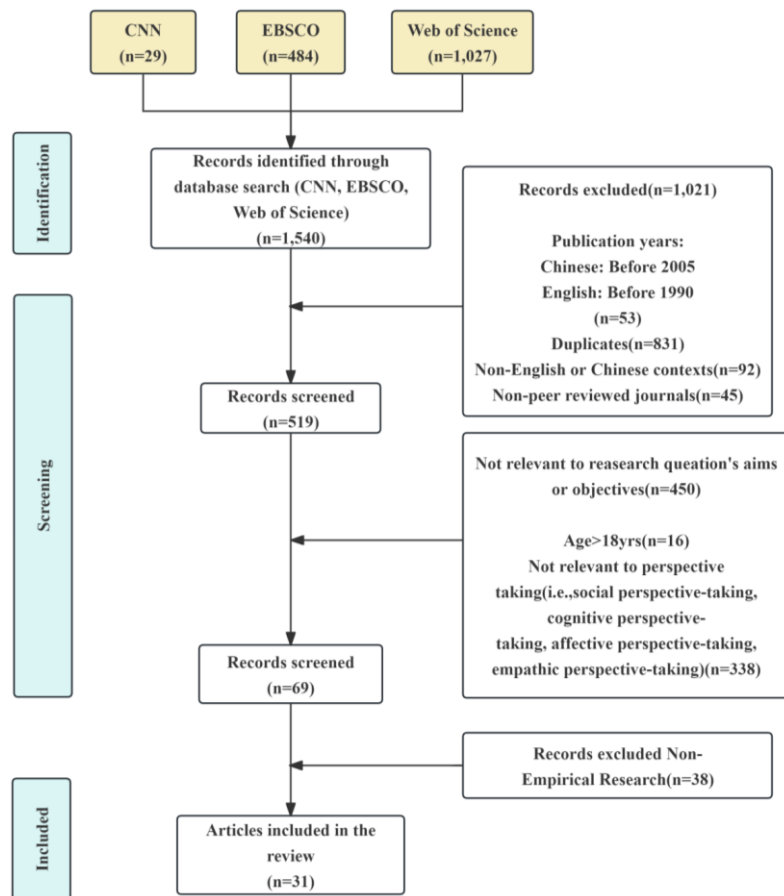 CNN
(n=29)
EBSCO
(n=484)
Web of Science
(n=1,027)
Identification
Records identified through
database search (CNN, EBSCO,
Web of Science)
(n=1,540)
Records excluded(n=1,021)
Publication years:
Chinese: Before 2005
English: Before 1990
(n=53)
Duplicates(n=831)
Non-English or Chinese contexts(n=92)
Non-peer reviewed journals(n=45)
Screening
Records screened
(n=519)
Not relevant to reasearch queation's aims
or objectives(n=450)
Age>18yrs(n=16)
Not relevant to perspective
taking(i.e.,social perspective-taking,
cognitive perspective-
taking, affective perspective-taking,
empathic perspective-taking)(n=338)
Records screened
(n=69)
Records excluded Non-
Empirical Research(n=38)
Included
Articles included in the
review
(n=31)